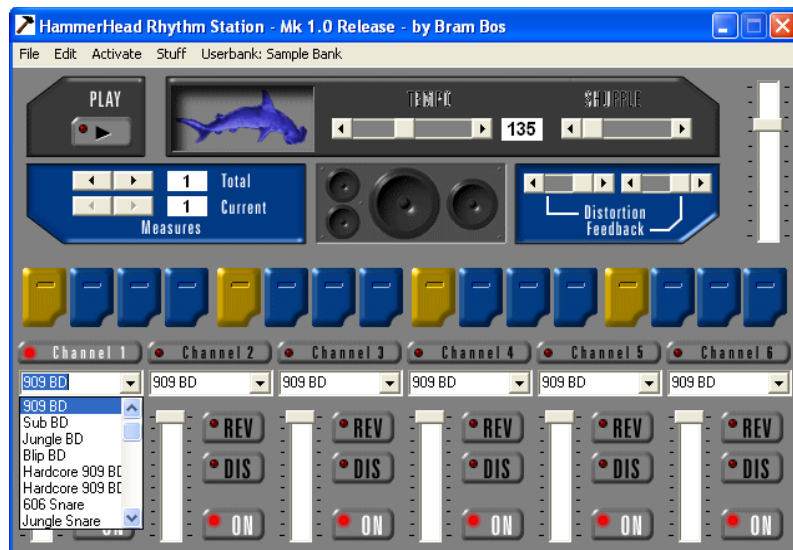 HammerHead Rhythm Station - Mk 1.0 Release - by Bram Bos
File Edit Activate Stuff Userbank: Sample Bank
PLAY TEMPO SHUFFLE
135
1 Total
1 Current
Measures
Distortion
Feedback
Channel 1 Channel 2 Channel 3 Channel 4 Channel 5 Channel 6
909 BD 909 BD 909 BD 909 BD 909 BD 909 BD
909 BD
Sub BD
Jungle BD
Blip BD
Hardcore 909 BD
Hardcore 909 BD
606 Snare
Jungle Snare
REV REV REV REV REV
DIS DIS DIS DIS DIS
ON ON ON ON ON ON